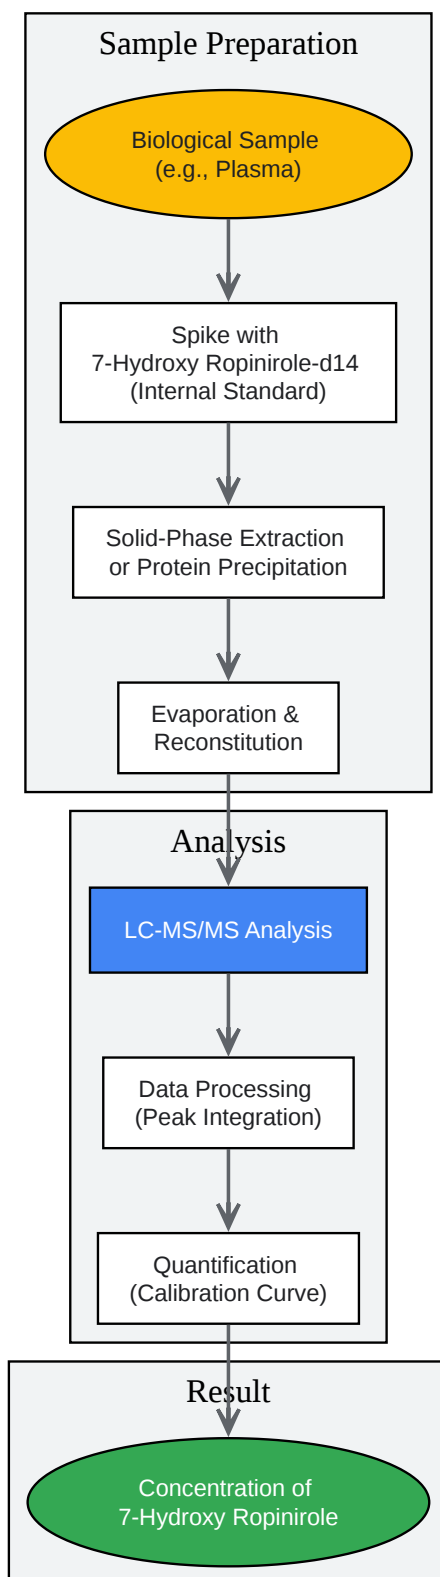 Sample Preparation
Biological Sample
(e.g., Plasma)
Spike with
7-Hydroxy Ropinirole-d14
(Internal Standard)
Solid-Phase Extraction
or Protein Precipitation
Evaporation &
Reconstitution
Analysis
LC-MS/MS Analysis
Data Processing
(Peak Integration)
Quantification
(Calibration Curve)
Result
Concentration of
7-Hydroxy Ropinirole